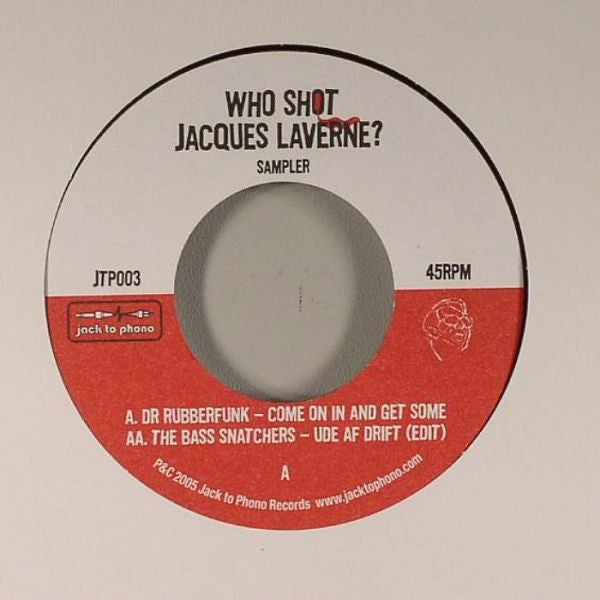 WHO SHOT
JACQUES LAVERNE?
SAMPLER
JTP003
45RPM
jack to phono
A. DR RUBBERFUNK – COME ON IN AND GET SOME
AA. THE BASS SNATCHERS – UDE AF DRIFT (EDIT)
A
P&C 2005 Jack to Phono Records www.jacktophono.com